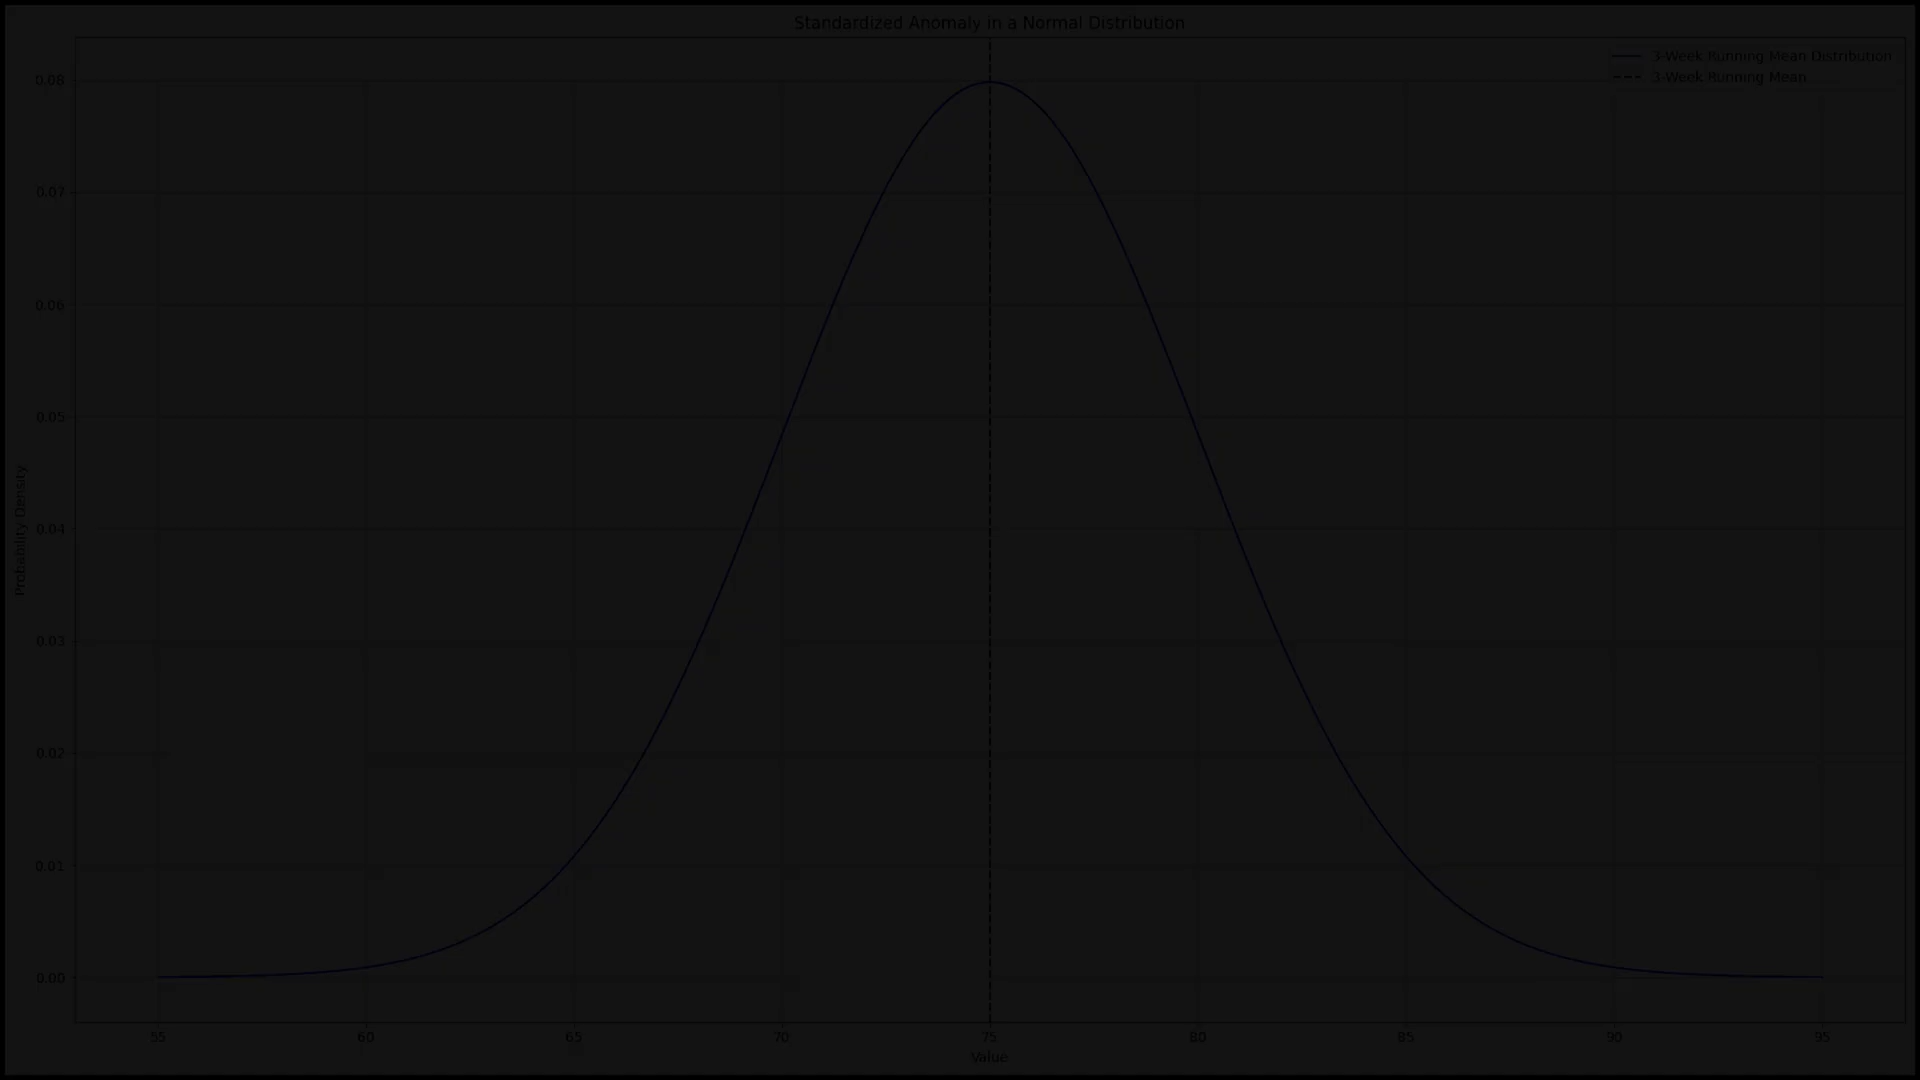 Standardized Anomaly in a Normal Distribution
3-Week Running Mean Distribution
3-Week Running Mean
0.08
0.07
0.06
0.05
0.04
0.03
0.02
0.01
0.00
Probability Density
55 60 65 70 75 80 85 90 95
Value